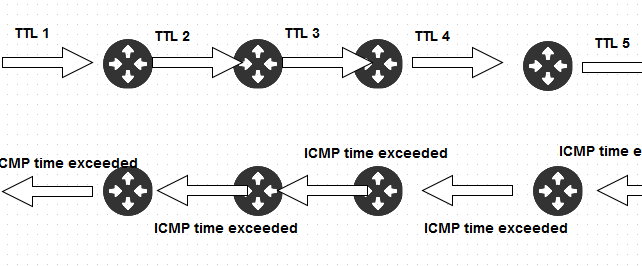 TTL 1
TTL 2
TTL 3
TTL 4
TTL 5
CMP time exceeded
ICMP time exceeded
ICMP time e
ICMP time exceeded
ICMP time exceeded